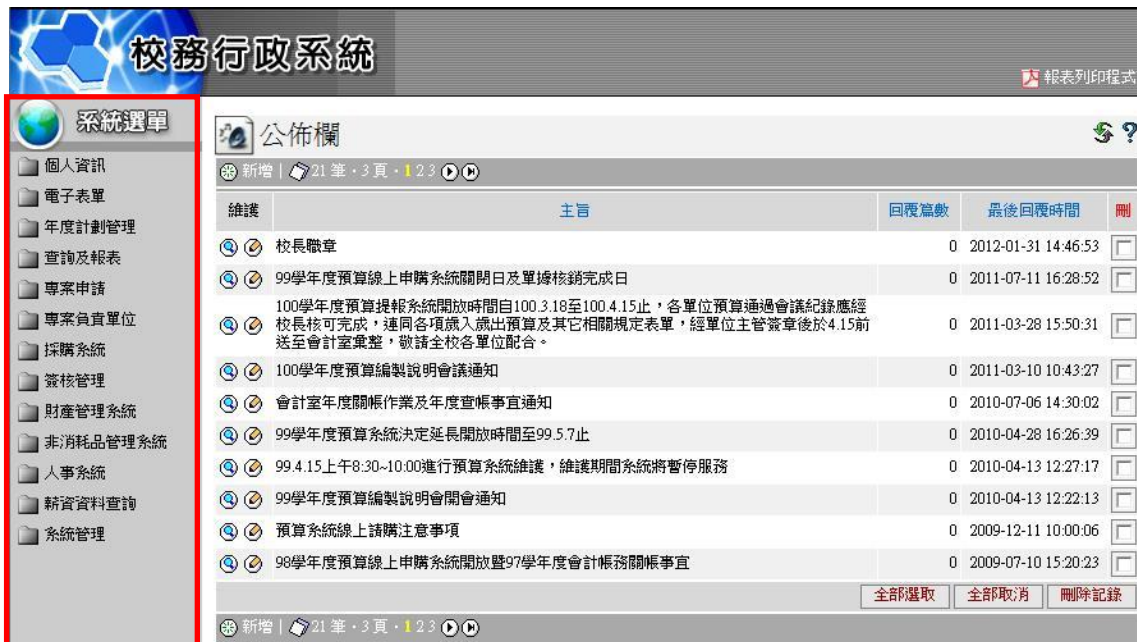 校務行政系統
報表列印程式
系統選單
個人資訊
電子表單
年度計劃管理
查詢及報表
專案申請
專案負責單位
採購系統
簽核管理
財產管理系統
非消耗品管理系統
人事系統
薪資資料查詢
系統管理
公佈欄
?
新增 | 21 筆 · 3 頁 · 1 2 3
維護 主旨 回覆篇數 最後回覆時間 刪
校長職章 0 2012-01-31 14:46:53
99學年度預算線上申購系統關閉日及單據核銷完成日 0 2011-07-11 16:28:52
100學年度預算提報系統開放時間自100.3.18至100.4.15止,各單位預算通過會議紀錄應經
校長核可完成,連同各項歲入歲出預算及其它相關規定表單,經單位主管簽章後於4.15前 0 2011-03-28 15:50:31
送至會計室彙整,敬請全校各單位配合。
100學年度預算編製說明會議通知 0 2011-03-10 10:43:27
會計室年度關帳作業及年度查帳事宜通知 0 2010-07-06 14:30:02
99學年度預算系統決定延長開放時間至99.5.7止 0 2010-04-28 16:26:39
99.4.15上午8:30~10:00進行預算系統維護,維護期間系統將暫停服務 0 2010-04-13 12:27:17
99學年度預算編製說明會開會通知 0 2010-04-13 12:22:13
預算系統線上請購注意事項 0 2009-12-11 10:00:06
98學年度預算線上申購系統開放暨97學年度會計帳務關帳事宜 0 2009-07-10 15:20:23
全部選取 全部取消 刪除記錄
新增 | 21 筆 · 3 頁 · 1 2 3